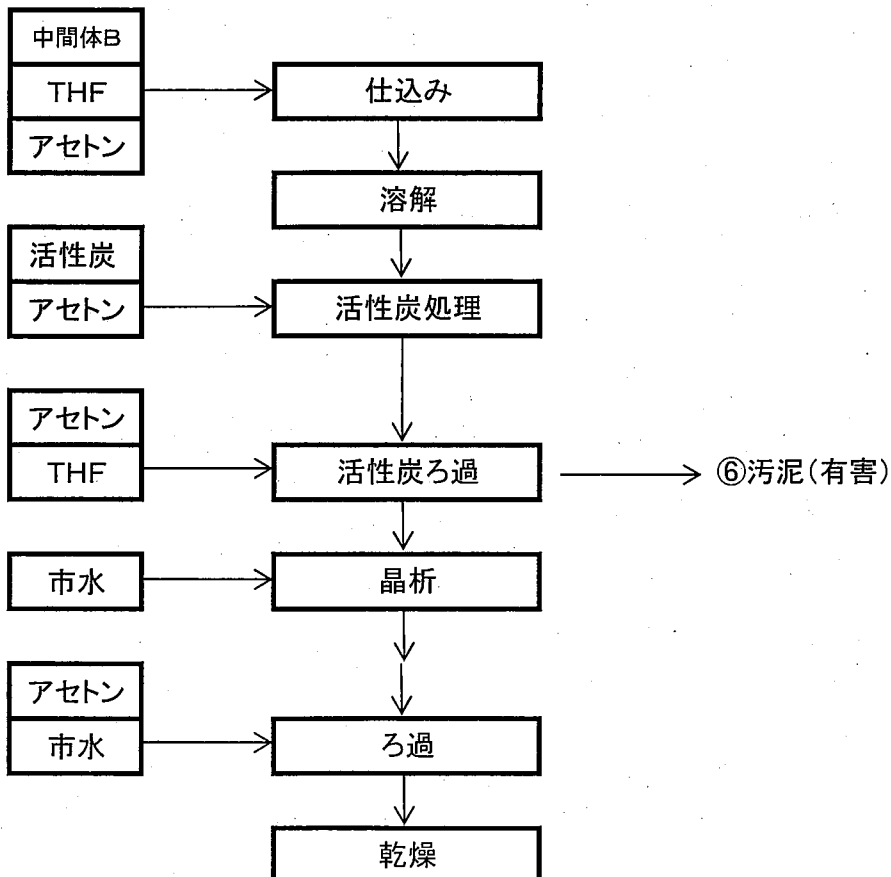 中間体B
THF
アセトン
仕込み
溶解
活性炭
アセトン
活性炭処理
アセトン
THF
活性炭ろ過
⑥汚泥(有害)
市水
晶析
アセトン
市水
ろ過
乾燥